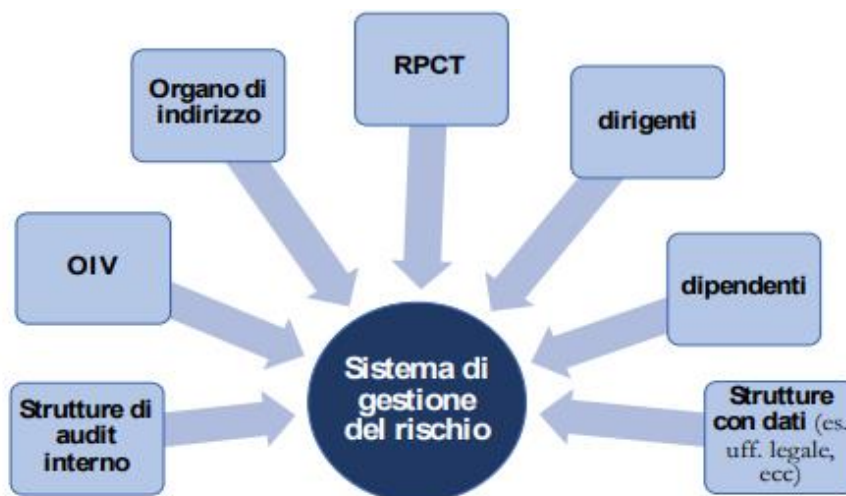 RPCT
Organo di
indirizzo
dirigenti
OIV
dipendenti
Strutture di
audit
interno
Sistema di
gestione
del rischio
Strutture
con dati (es.
uff. legale,
ecc)